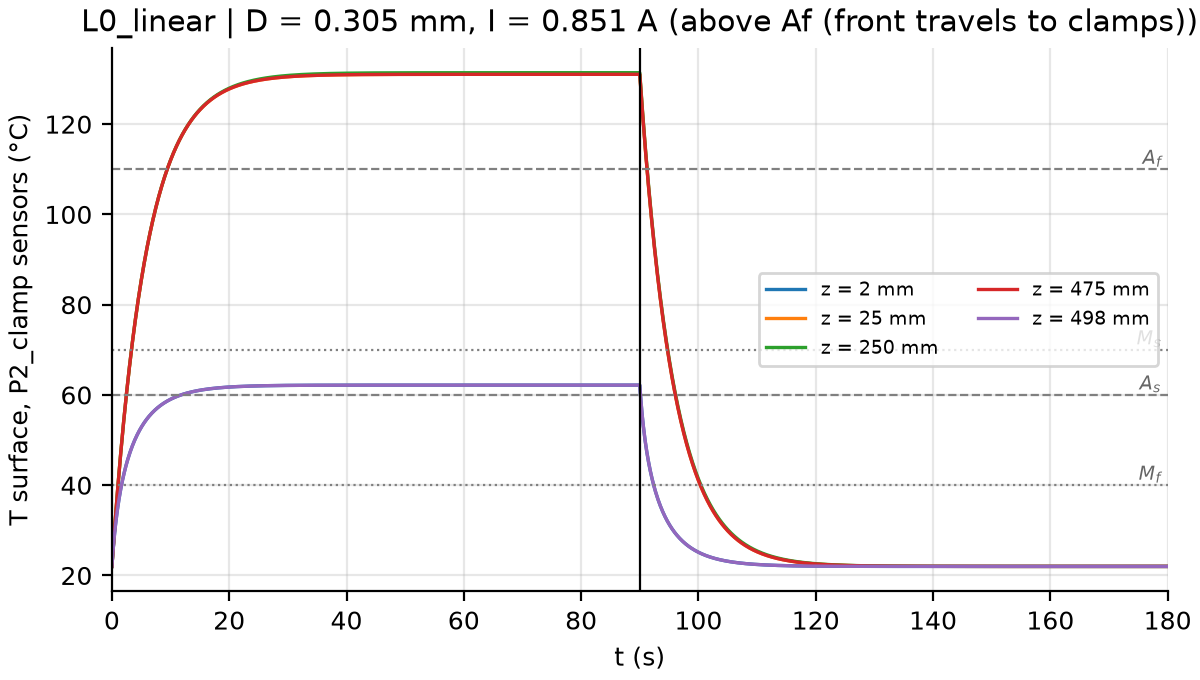 L0_linear | D = 0.305 mm, I = 0.851 A (above Af (front travels to clamps))
T surface, P2_clamp sensors (°C)
120
100
80
60
40
20
A_f
M_s
A_s
M_f
z = 2 mm
z = 25 mm
z = 250 mm
z = 475 mm
z = 498 mm
0
20
40
60
80
100
120
140
160
180
t (s)